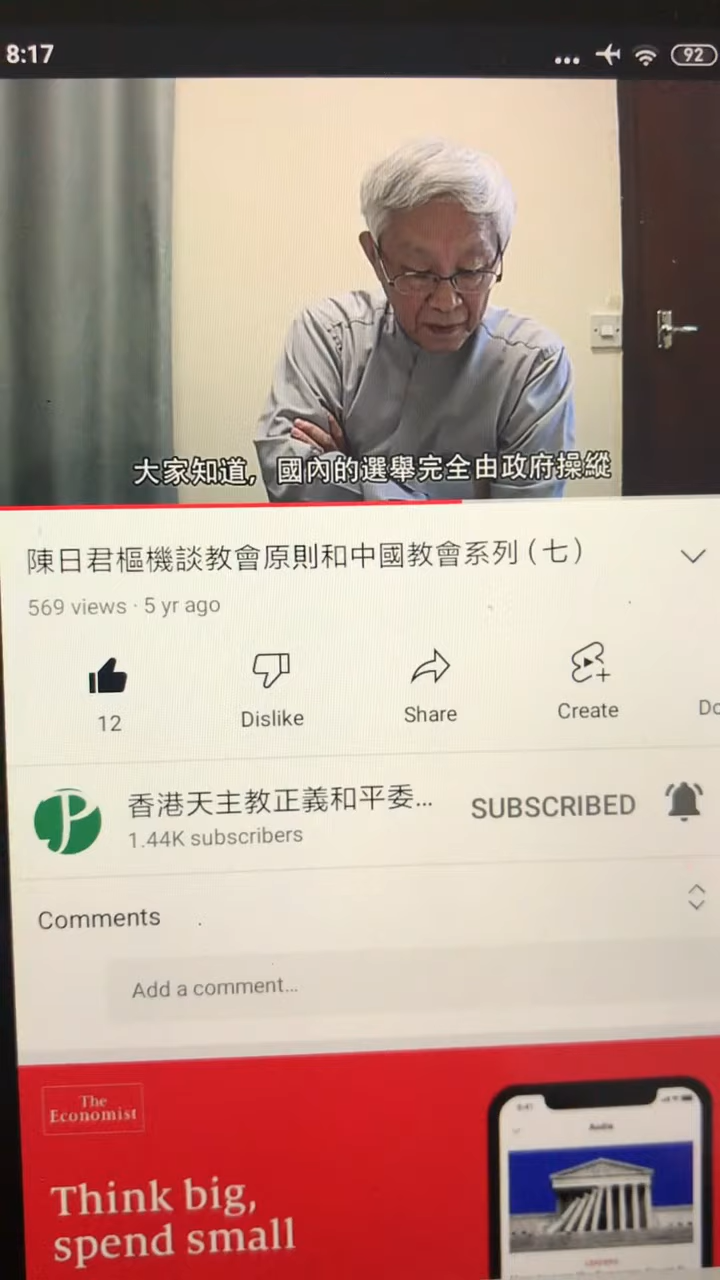 8:17
92
大家知道, 國內的選舉完全由政府操縱
陳日君樞機談教會原則和中國教會系列（七）
569 views · 5 yr ago
12
Dislike
Share
Create
香港天主教正義和平委...
1.44K subscribers
SUBSCRIBED
Comments
Add a comment...
The
Economist
Think big,
spend small